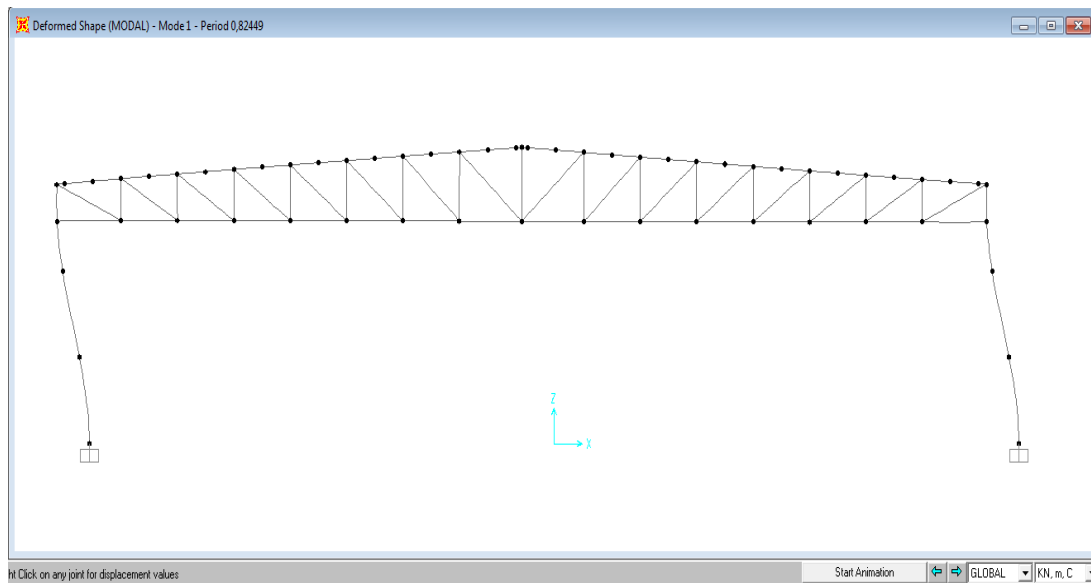 Deformed Shape (MODAL) - Mode 1 - Period 0,82449
Z
X
ht Click on any joint for displacement values
Start Animation
GLOBAL
KN, m, C